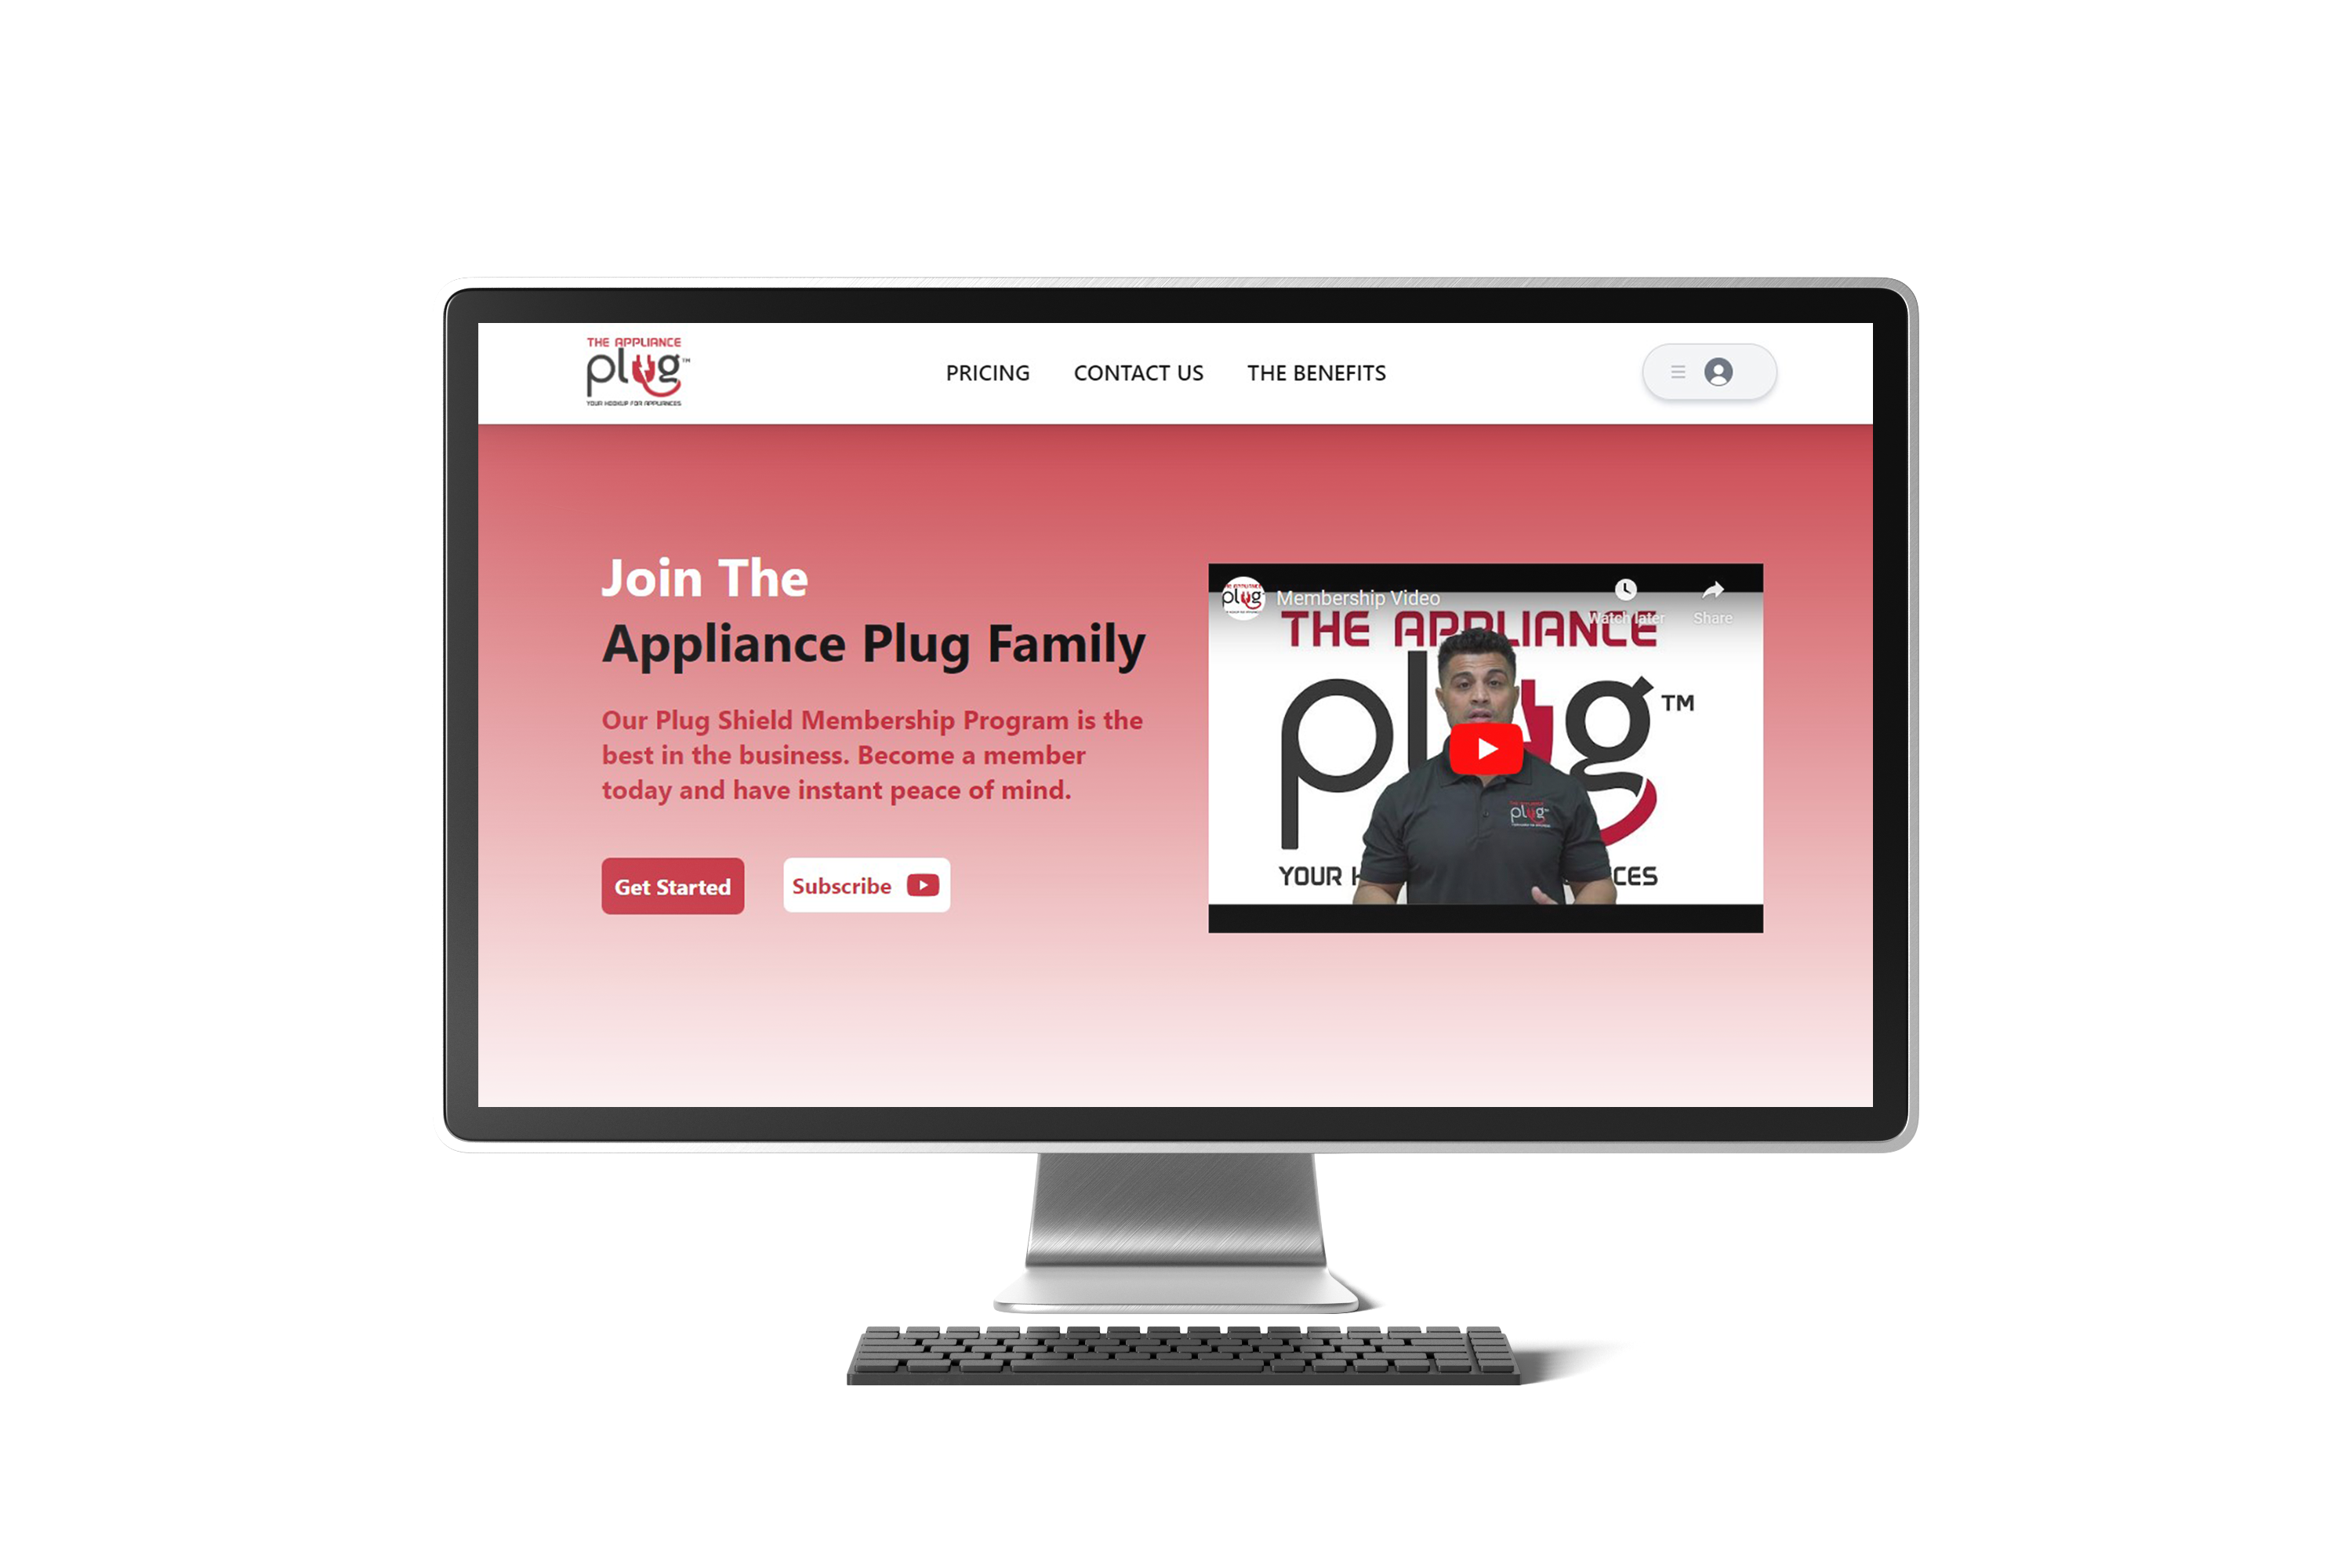 THE APPLIANCE
plug™
YOUR HOOKUP FOR APPLIANCES
PRICING
CONTACT US
THE BENEFITS
Join The
Appliance Plug Family
Our Plug Shield Membership Program is the
best in the business. Become a member
today and have instant peace of mind.
Get Started
Subscribe
plug
Membership Video
Watch later
Share
THE APPLIANCE
plug™
YOUR H
CES
plug